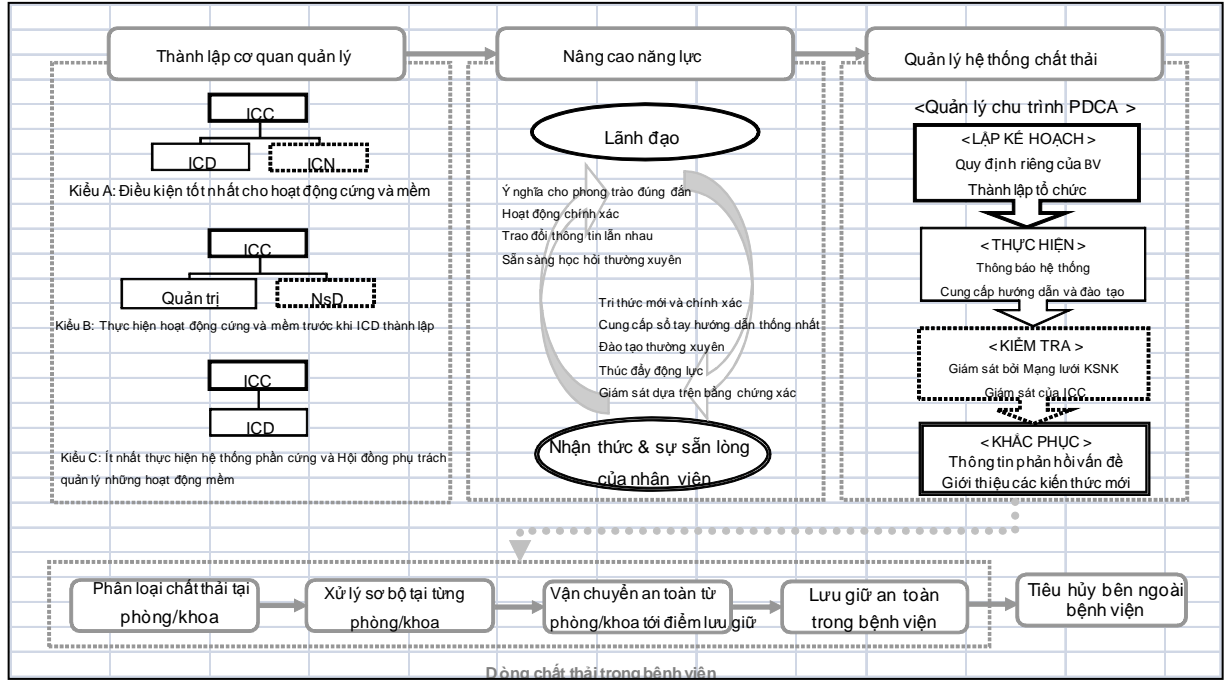 Thành lập cơ quan quản lý
Nâng cao năng lực
Quản lý hệ thống chất thải
ICC
ICD
ICN
Kiểu A: Điều kiện tốt nhất cho hoạt động cứng và mềm
ICC
Quản trị
NsD
Kiểu B: Thực hiện hoạt động cứng và mềm trước khi ICD thành lập
ICC
ICD
Kiểu C: Ít nhất thực hiện hệ thống phần cứng và Hội đồng phụ trách
quản lý những hoạt động mềm
Lãnh đạo
Ý nghĩa cho phong trào đúng đắn
Hoạt động chính xác
Trao đổi thông tin lẫn nhau
Sẵn sàng học hỏi thường xuyên
Tri thức mới và chính xác
Cung cấp sổ tay hướng dẫn thống nhất
Đào tạo thường xuyên
Thúc đẩy động lực
Giám sát dựa trên bằng chứng xác
Nhận thức & sự sẵn lòng
của nhân viên
<Quản lý chu trình PDCA >
<LẬP KẾ HOẠCH>
Quy định riêng của BV
Thành lập tổ chức
<THỰC HIỆN>
Thông báo hệ thống
Cung cấp hướng dẫn và đào tạo
<KIỂM TRA>
Giám sát bởi Mạng lưới KSNK
Giám sát của ICC
<KHẮC PHỤC>
Thông tin phản hồi vấn đề
Giới thiệu các kiến thức mới
Phân loại chất thải tại
phòng/khoa
Xử lý sơ bộ tại từng
phòng/khoa
Vận chuyển an toàn từ
phòng/khoa tới điểm lưu giữ
Lưu giữ an toàn
trong bệnh viện
Tiêu hủy bên ngoài
bệnh viện
Dòng chất thải trong bệnh viện